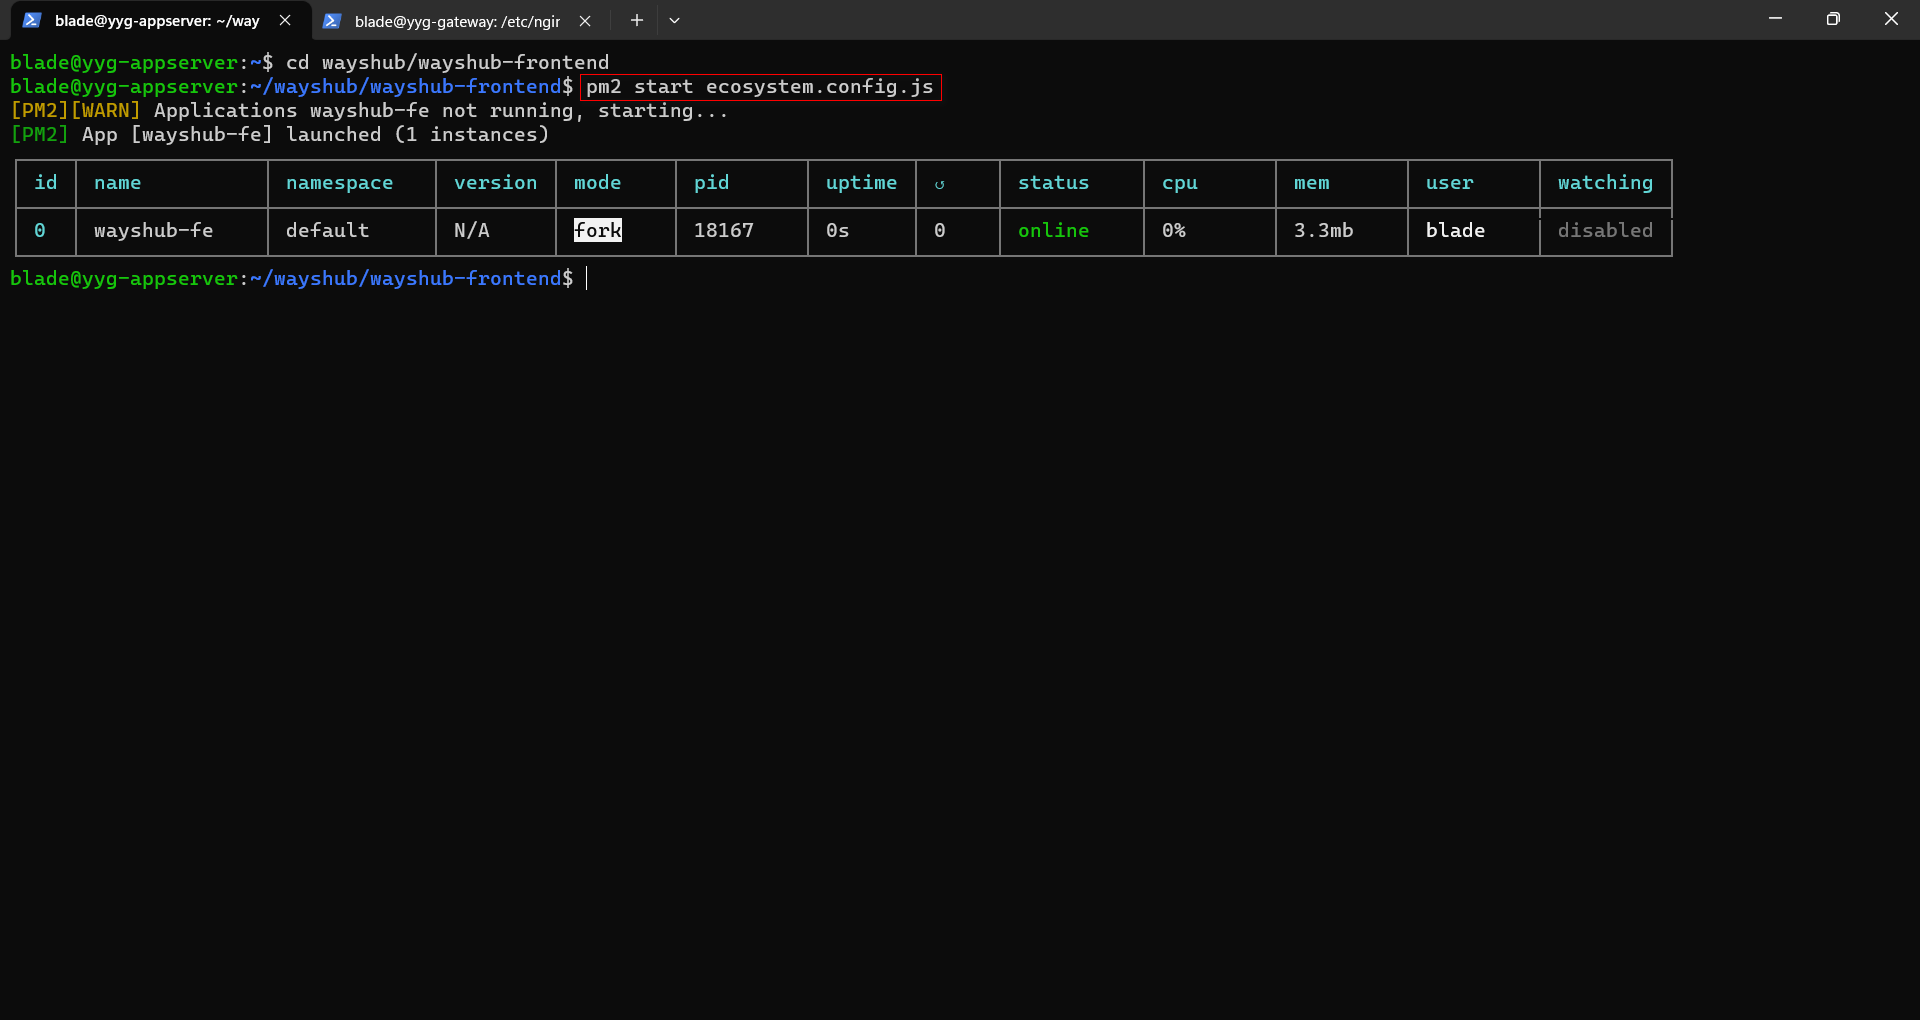 blade@yyg-appserver: ~/way
blade@yyg-gateway: /etc/ngir
blade@yyg-appserver:~$ cd wayshub/wayshub-frontend
blade@yyg-appserver:~/wayshub/wayshub-frontend$ pm2 start ecosystem.config.js
[PM2][WARN] Applications wayshub-fe not running, starting...
[PM2] App [wayshub-fe] launched (1 instances)
id name namespace version mode pid uptime ↺ status cpu mem user watching
0 wayshub-fe default N/A fork 18167 0s 0 online 0% 3.3mb blade disabled
blade@yyg-appserver:~/wayshub/wayshub-frontend$